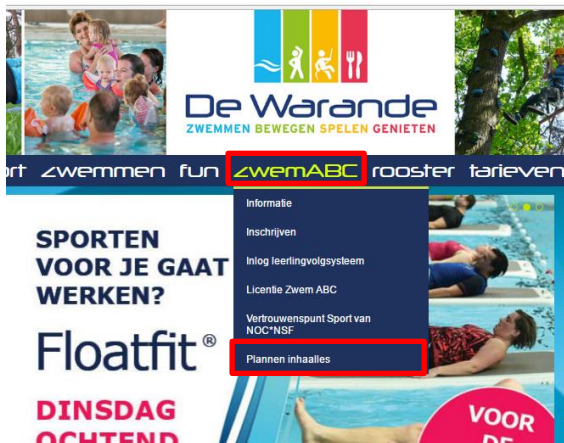 De Warande
ZWEMMEN BEWEGEN SPELEN GENIETEN
zwemmen fun zwemABC rooster tarieven
Informatie
Inschrijven
Inlog leerlingvolgsysteem
Licentie Zwem ABC
Vertrouwenspunt Sport van
NOC*NSF
Plannen inhaalles
SPORTEN
VOOR JE GAAT
WERKEN?
Floatfit®
DINSDAG
OCHTEND
VOOR
DE